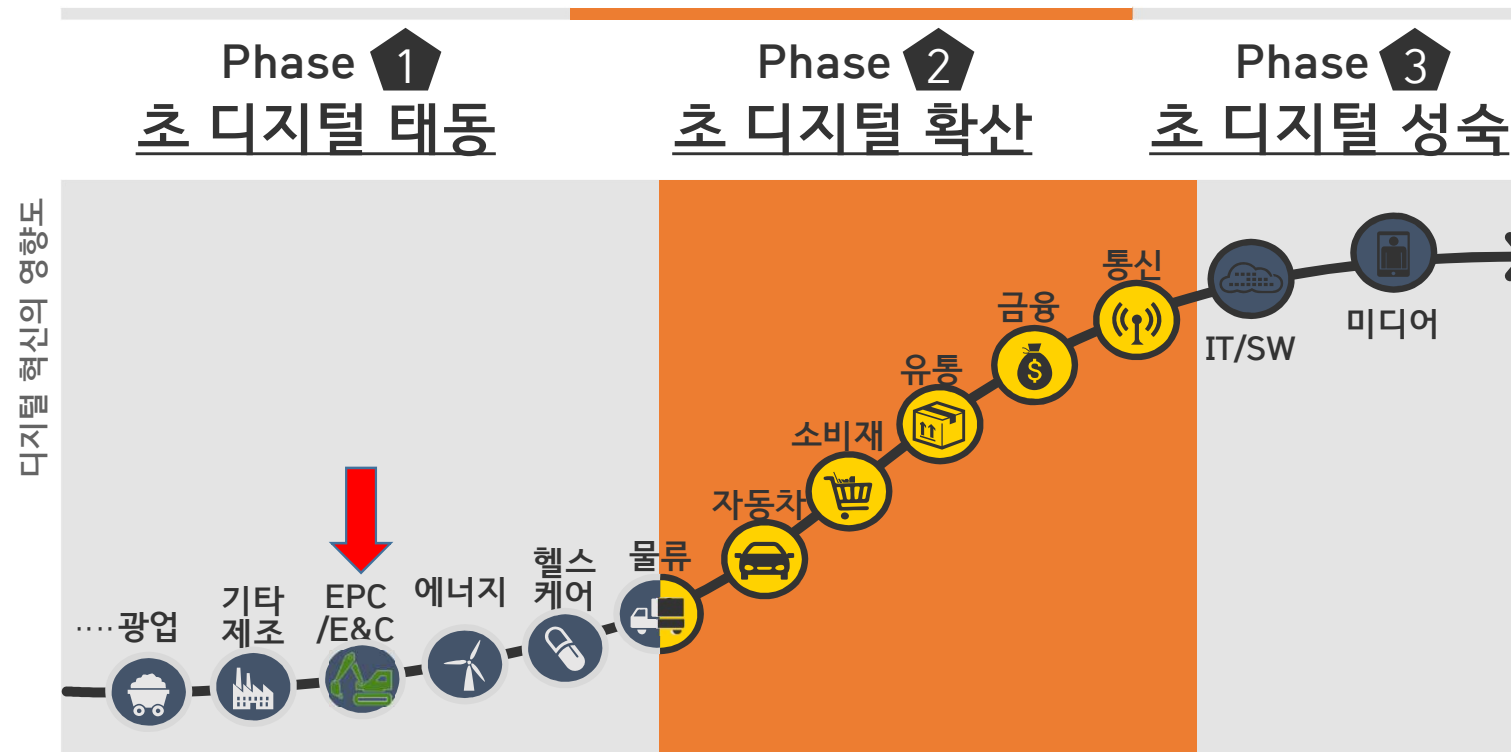 Phase 1
초 디지털 태동
Phase 2
초 디지털 확산
Phase 3
초 디지털 성숙
디지털 혁신의 영향도
....광업
기타
제조
EPC
/E&C
에너지
헬스
케어
물류
자동차
소비재
유통
금융
$
통신
IT/SW
미디어